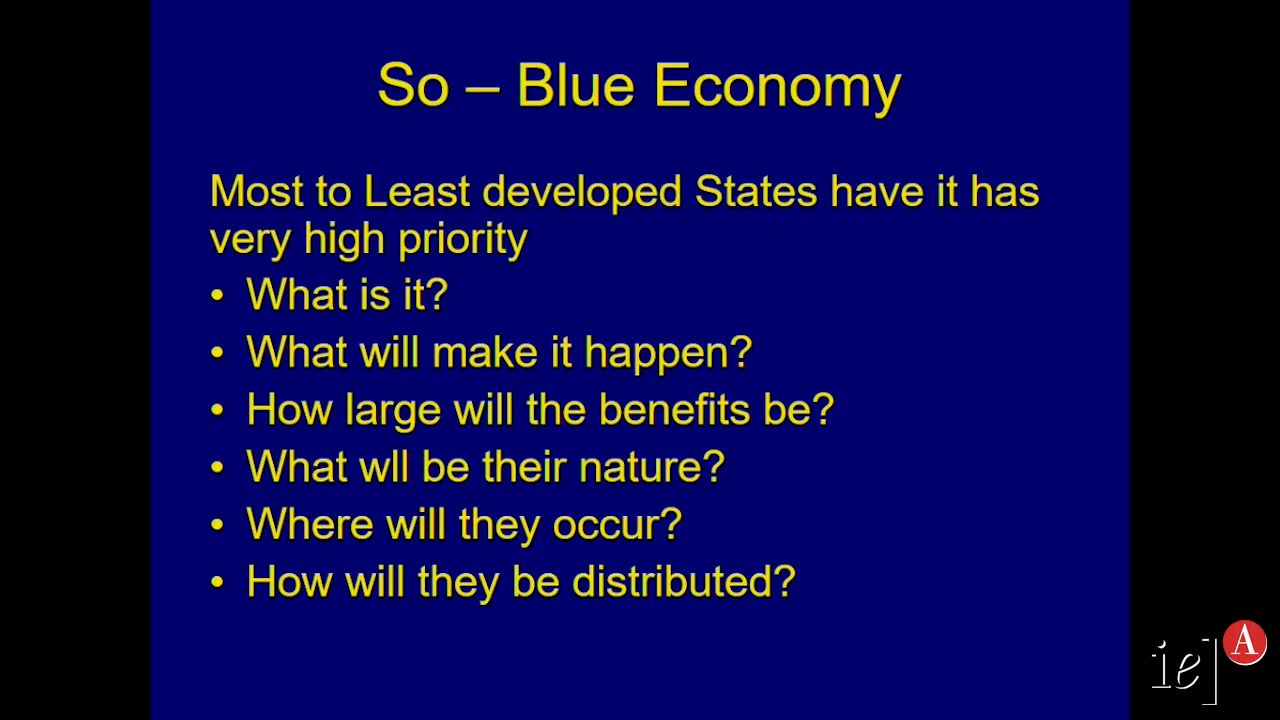 So – Blue Economy
Most to Least developed States have it has
very high priority
• What is it?
• What will make it happen?
• How large will the benefits be?
• What wll be their nature?
• Where will they occur?
• How will they be distributed?
ie]
A